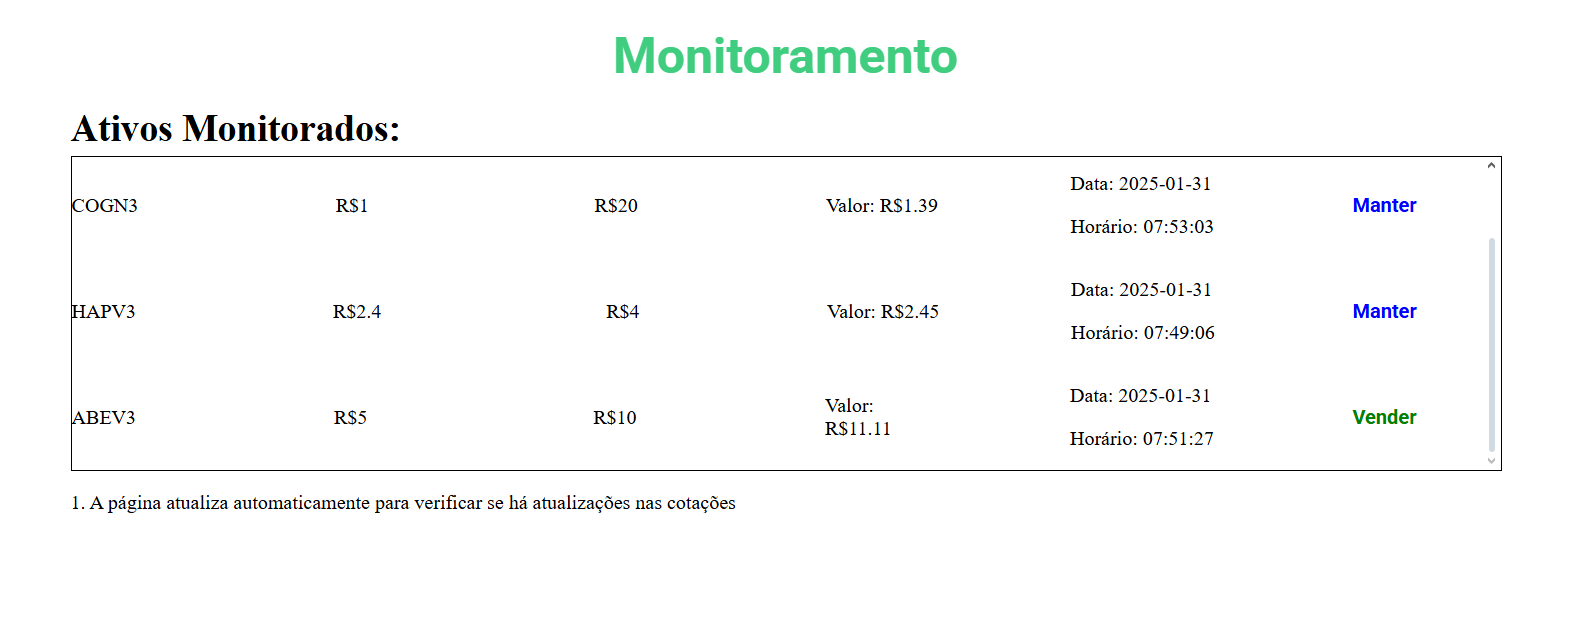 Monitoramento
Ativos Monitorados:
COGN3 R$1 R$20 Valor: R$1.39 Data: 2025-01-31 Horário: 07:53:03 Manter
HAPV3 R$2.4 R$4 Valor: R$2.45 Data: 2025-01-31 Horário: 07:49:06 Manter
ABEV3 R$5 R$10 Valor: R$11.11 Data: 2025-01-31 Horário: 07:51:27 Vender
1. A página atualiza automaticamente para verificar se há atualizações nas cotações